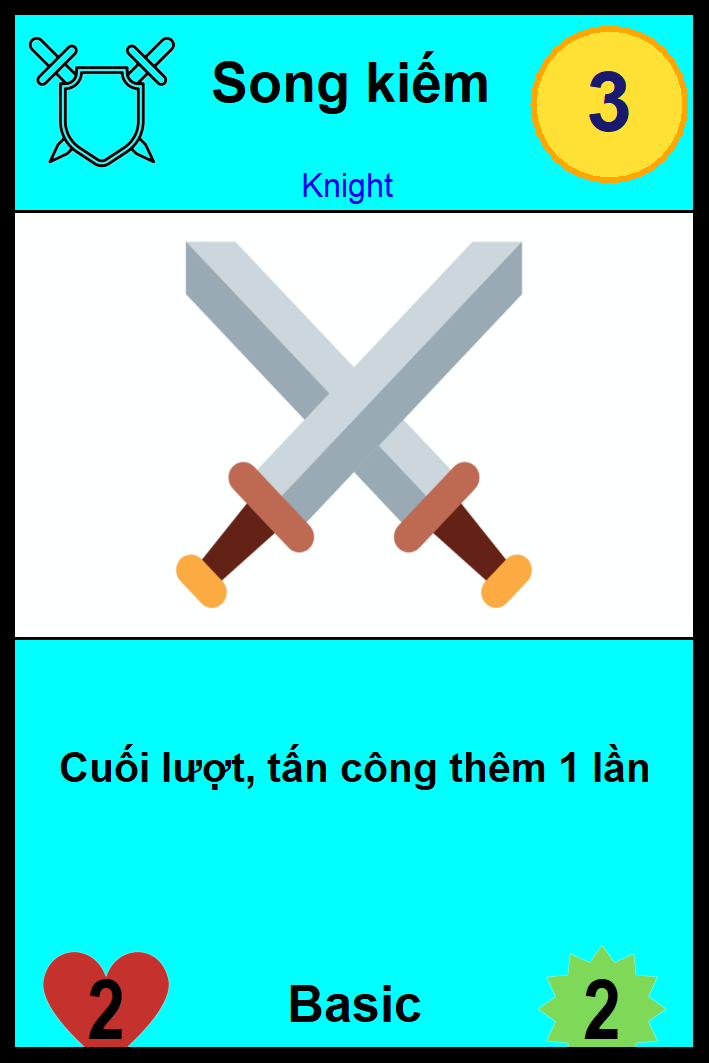 Song kiếm
3
Knight
Cuối lượt, tấn công thêm 1 lần
2
Basic
2